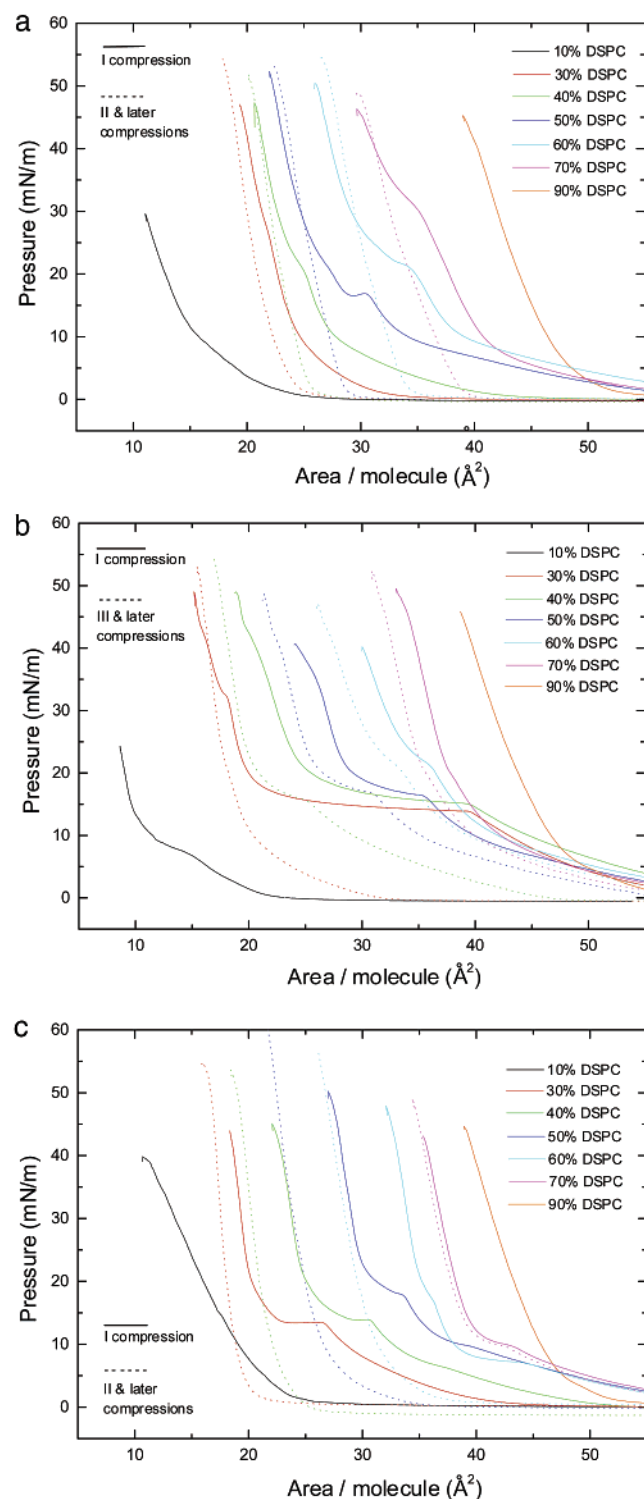 a
60
50
40
30
20
10
0
Pressure (mN/m)
I compression
II & later
compressions
10% DSPC
30% DSPC
40% DSPC
50% DSPC
60% DSPC
70% DSPC
90% DSPC
10 20 30 40 50
Area / molecule (Å²)
b
60
50
40
30
20
10
0
Pressure (mN/m)
I compression
III & later
compressions
10% DSPC
30% DSPC
40% DSPC
50% DSPC
60% DSPC
70% DSPC
90% DSPC
10 20 30 40 50
Area / molecule (Å²)
c
60
50
40
30
20
10
0
Pressure (mN/m)
10% DSPC
30% DSPC
40% DSPC
50% DSPC
60% DSPC
70% DSPC
90% DSPC
I compression
II & later
compressions
10 20 30 40 50
Area / molecule (Å²)